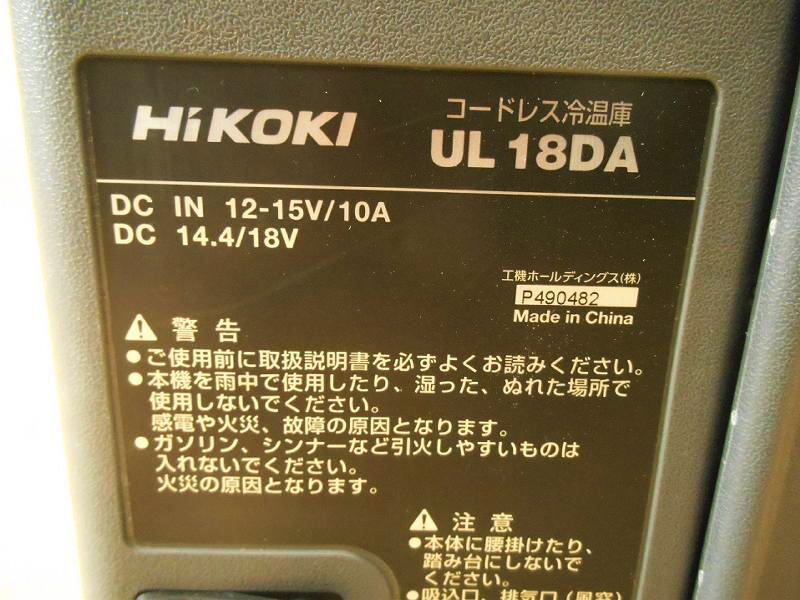 HiKOKI
コードレス冷温庫
UL 18DA
DC IN 12-15V/10A
DC 14.4/18V
工機ホールディングス(株)
P490482
Made in China
警告
●ご使用前に取扱説明書を必ずよくお読みください。
●本機を雨中で使用したり、湿った、ぬれた場所で
使用しないでください。
感電や火災、故障の原因となります。
●ガソリン、シンナーなど引火しやすいものは
入れないでください。
火災の原因となります。
注意
●本体に腰掛けたり、
踏み台にしないで
ください。
●吸込口、排気口(風窓)